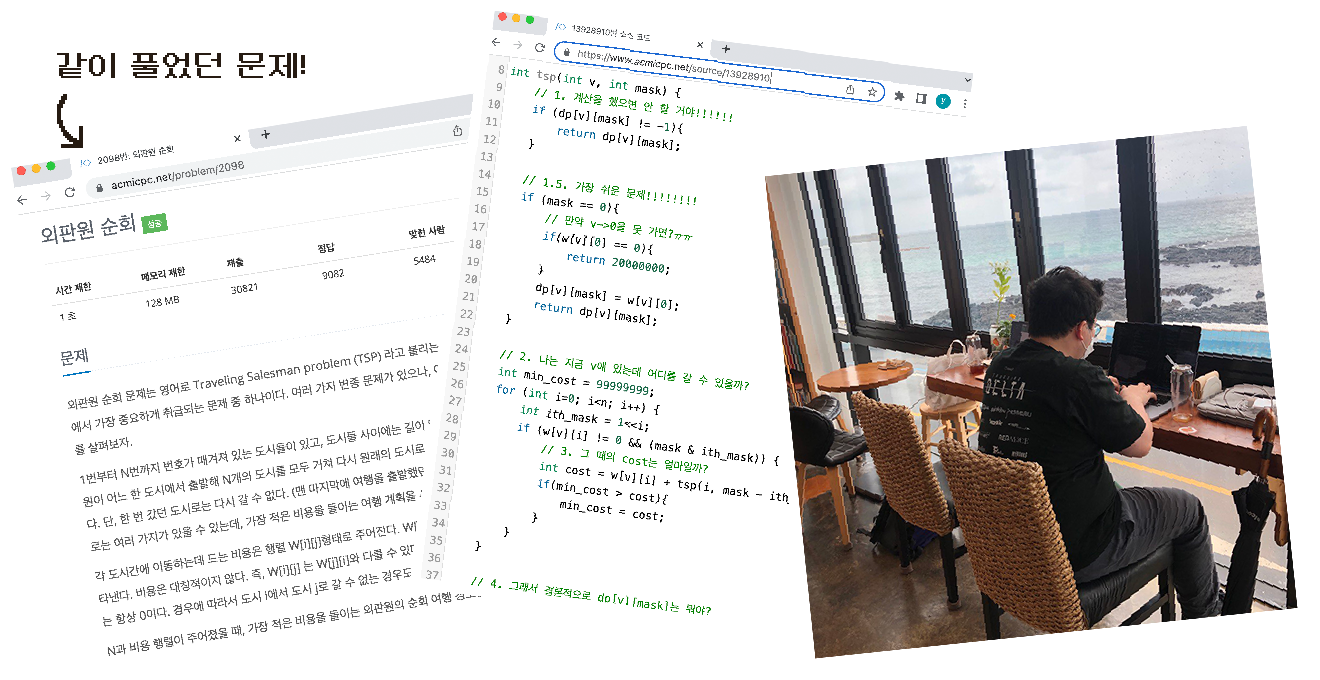 같이 풀었던 문제!
2098번: 외판원 순회
acmicpc.net/problem/2098
외판원 순회 성공
시간 제한 메모리 제한 제출 정답 맞힌 사람
1 초 128 MB 30821 9082 5484
문제
외판원 순회 문제는 영어로 Traveling Salesman problem (TSP) 라고 불리는
에서 가장 중요하게 취급되는 문제 중 하나이다. 여러 가지 변종 문제가 있으나,
를 살펴보자.
1번부터 N번까지 번호가 매겨져 있는 도시들이 있고, 도시들 사이에는 길이
원이 어느 한 도시에서 출발해 N개의 도시를 모두 거쳐 다시 원래의 도시로
다. 단, 한 번 갔던 도시로는 다시 갈 수 없다. (맨 마지막에 여행을 출발했던
로는 여러 가지가 있을 수 있는데, 가장 적은 비용을 들이는 여행 계획을
각 도시간에 이동하는데 드는 비용은 행렬 W[i][j]형태로 주어진다.
타낸다. 비용은 대칭적이지 않다. 즉, W[i][j] 는 W[j][i]와 다를 수 있
는 항상 0이다. 경우에 따라서 도시 i에서 도시 j로 갈 수 없는 경우도
N과 비용 행렬이 주어졌을 때, 가장 적은 비용을 들이는 외판원의 순회 여행
13928910번 소스 코드
https://www.acmicpc.net/source/13928910
y
8 int tsp(int v, int mask) {
9 // 1. 계산을 했으면 안 할 거야!!!!!!
10 if (dp[v][mask] != -1){
11 return dp[v][mask];
12 }
13
14 // 1.5. 가장 쉬운 문제!!!!!!!!
15 if (mask == 0){
16 // 만약 v->0을 못 가면?ㅠㅠ
17 if(w[v][0] == 0){
18 return 20000000;
19 }
20 dp[v][mask] = w[v][0];
21 return dp[v][mask];
22 }
23
24 // 2. 나는 지금 v에 있는데 어디를 갈 수 있을까?
25 int min_cost = 99999999;
26 for (int i=0; i<n; i++) {
27 int ith_mask = 1<<i;
28 if (w[v][i] != 0 && (mask & ith_mask)) {
29 // 3. 그 때의 cost는 얼마일까?
30 int cost = w[v][i] + tsp(i, mask - ith_
31 if(min_cost > cost){
32 min_cost = cost;
33 }
34 }
35 }
36
37 // 4. 그래서 결론적으로 dp[v][mask]는 뭐야?
DELTA